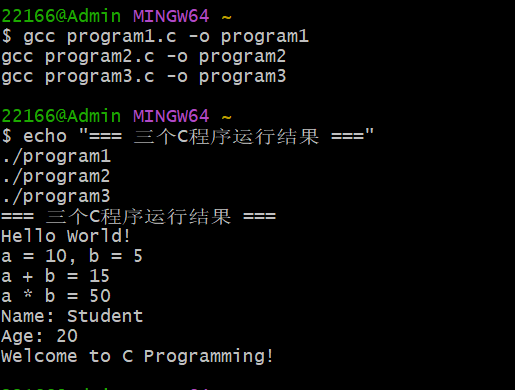 22166@Admin MINGW64 ~
$ gcc program1.c -o program1
gcc program2.c -o program2
gcc program3.c -o program3
22166@Admin MINGW64 ~
$ echo "=== 三个C程序运行结果 ==="
./program1
./program2
./program3
=== 三个C程序运行结果 ===
Hello World!
a = 10, b = 5
a + b = 15
a * b = 50
Name: Student
Age: 20
Welcome to C Programming!